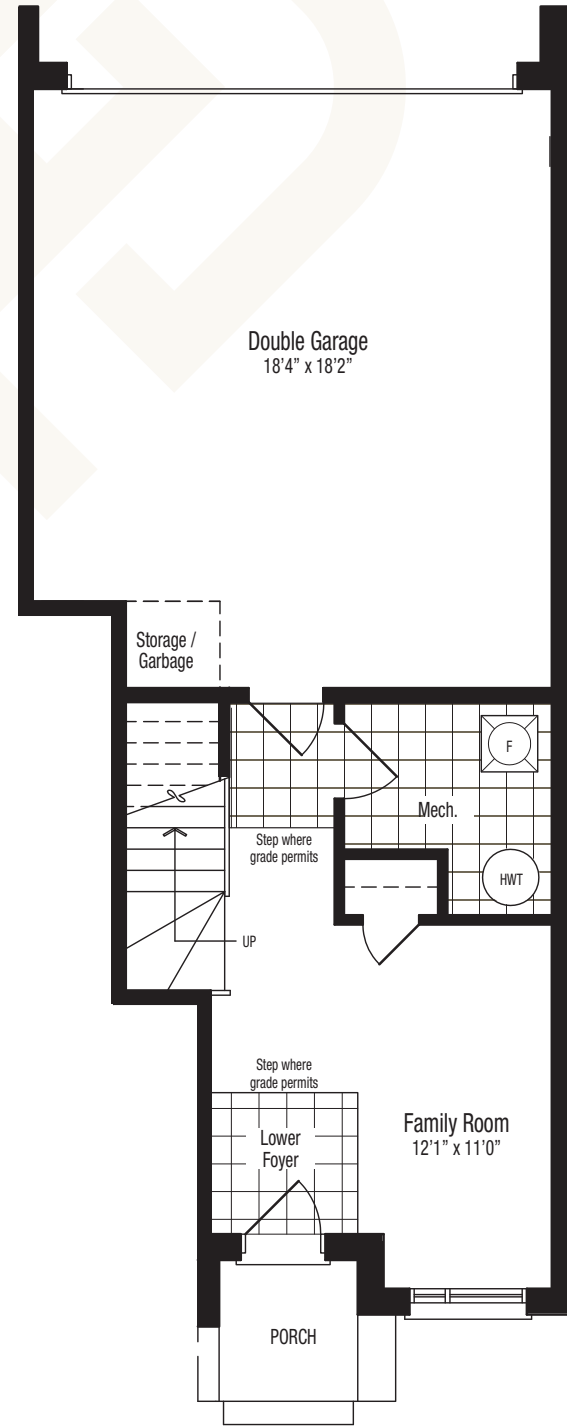 Double Garage
18’4” x 18’2”
Storage /
Garbage
F
Mech.
Step where
grade permits
HWT
UP
Step where
grade permits
Lower
Foyer
Family Room
12’1” x 11’0”
PORCH